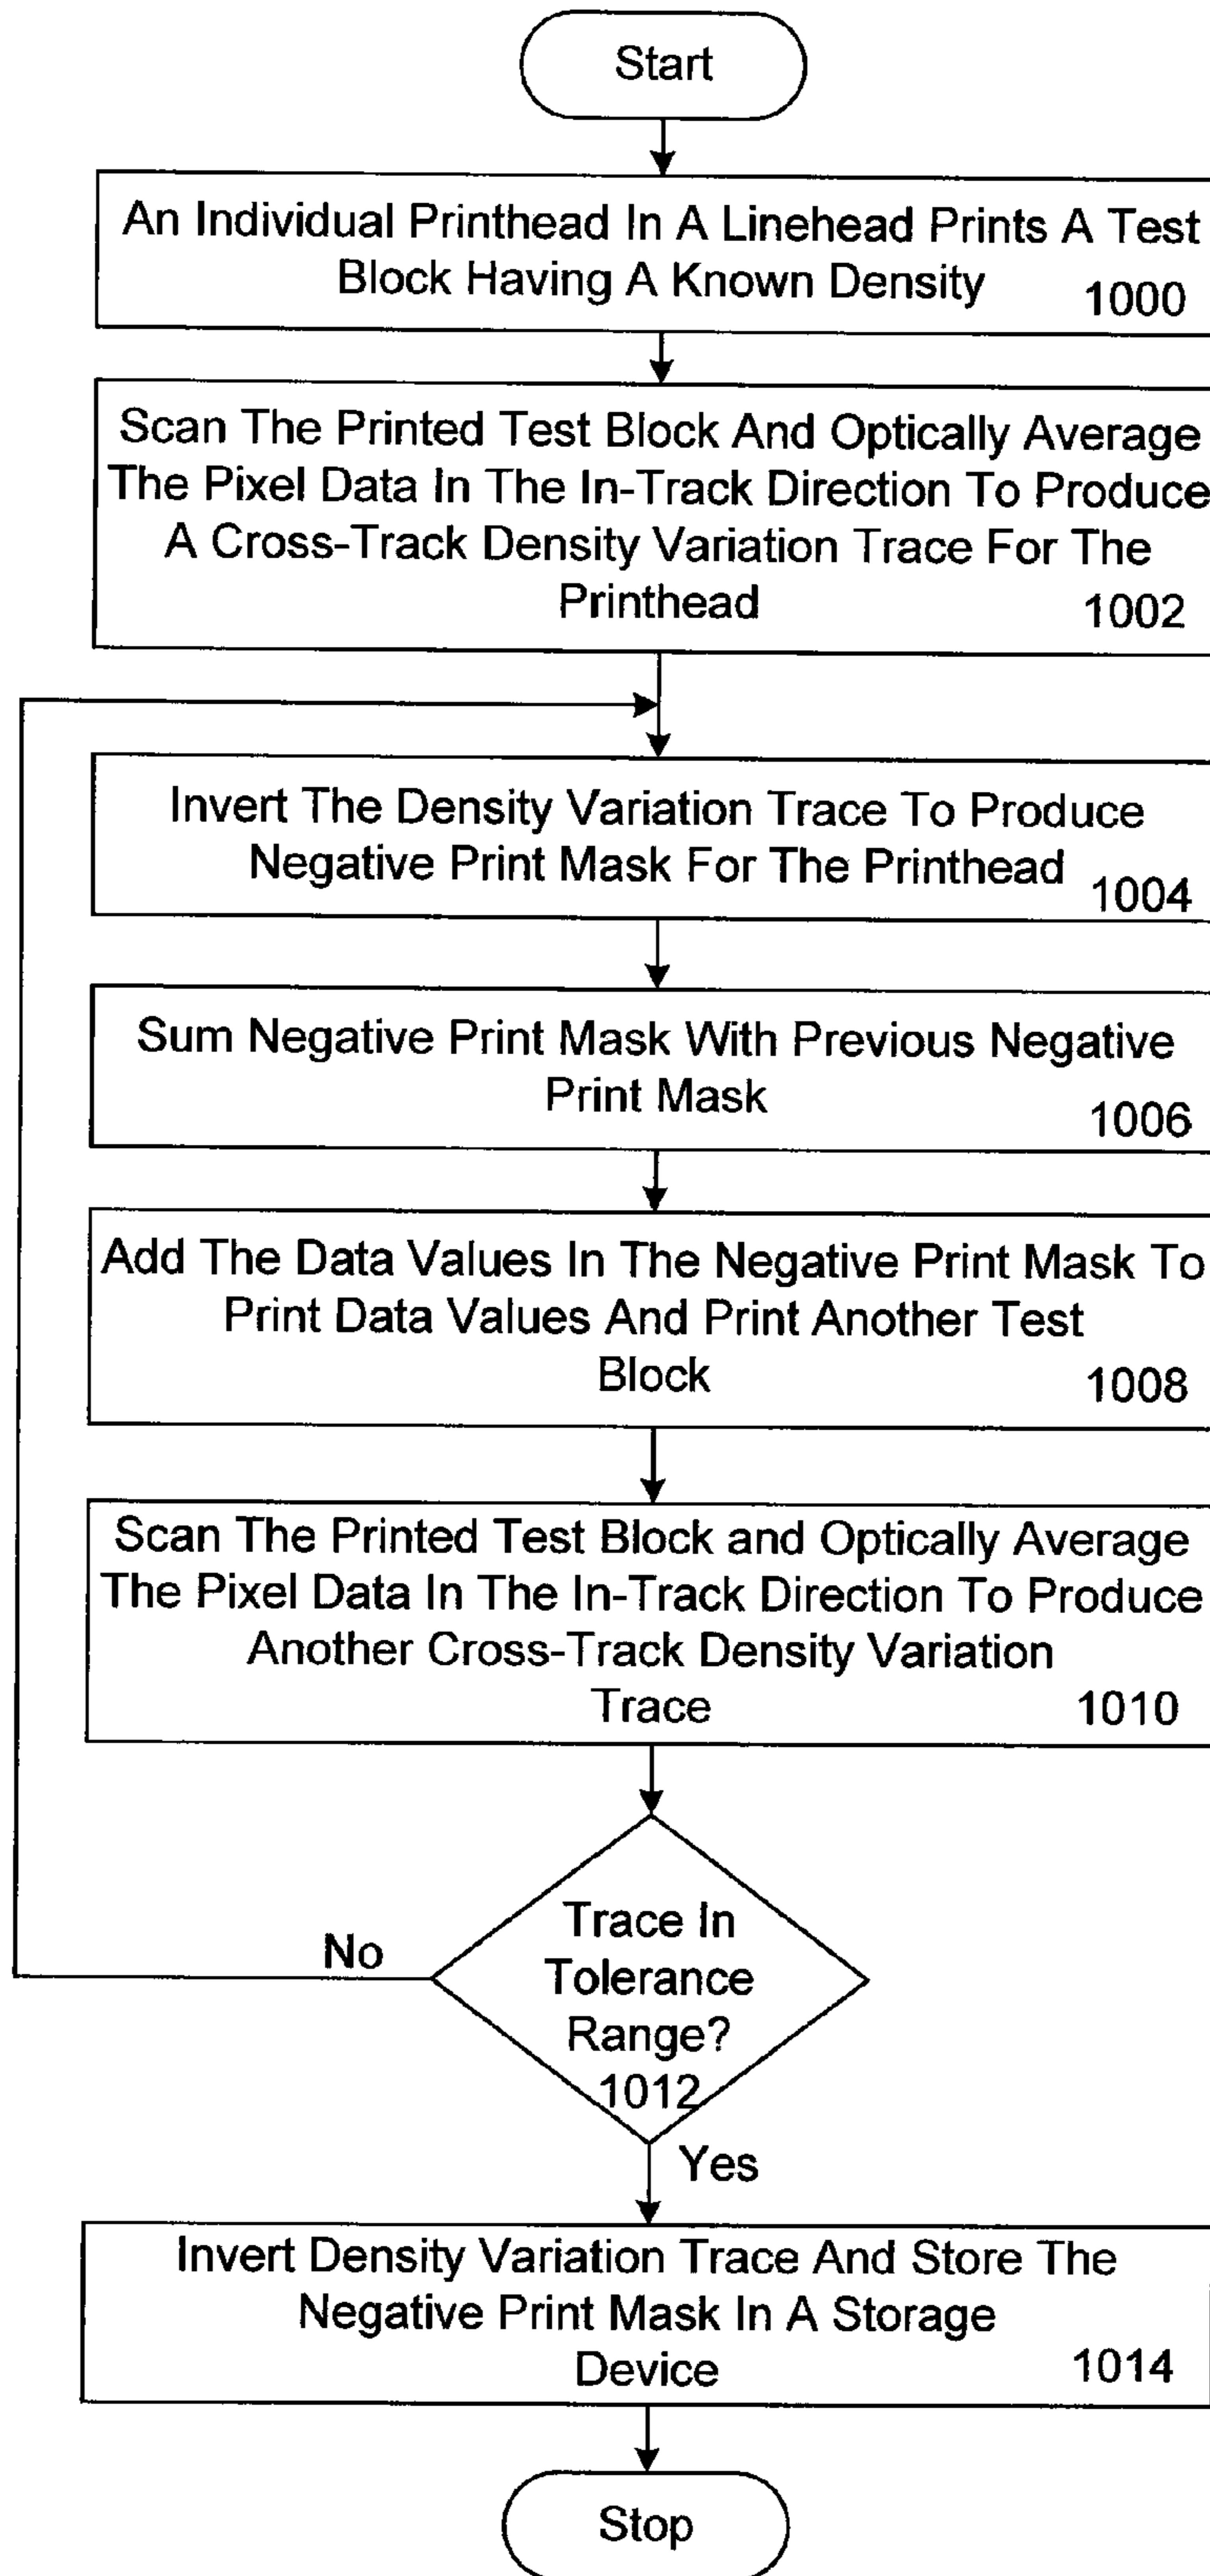 Start
An Individual Printhead In A Linehead Prints A Test
Block Having A Known Density
1000
Scan The Printed Test Block And Optically Average
The Pixel Data In The In-Track Direction To Produce
A Cross-Track Density Variation Trace For The
Printhead
1002
Invert The Density Variation Trace To Produce
Negative Print Mask For The Printhead
1004
Sum Negative Print Mask With Previous Negative
Print Mask
1006
Add The Data Values In The Negative Print Mask To
Print Data Values And Print Another Test
Block
1008
Scan The Printed Test Block and Optically Average
The Pixel Data In The In-Track Direction To Produce
Another Cross-Track Density Variation
Trace
1010
No
Trace In
Tolerance
Range?
1012
Yes
Invert Density Variation Trace And Store The
Negative Print Mask In A Storage
Device
1014
Stop